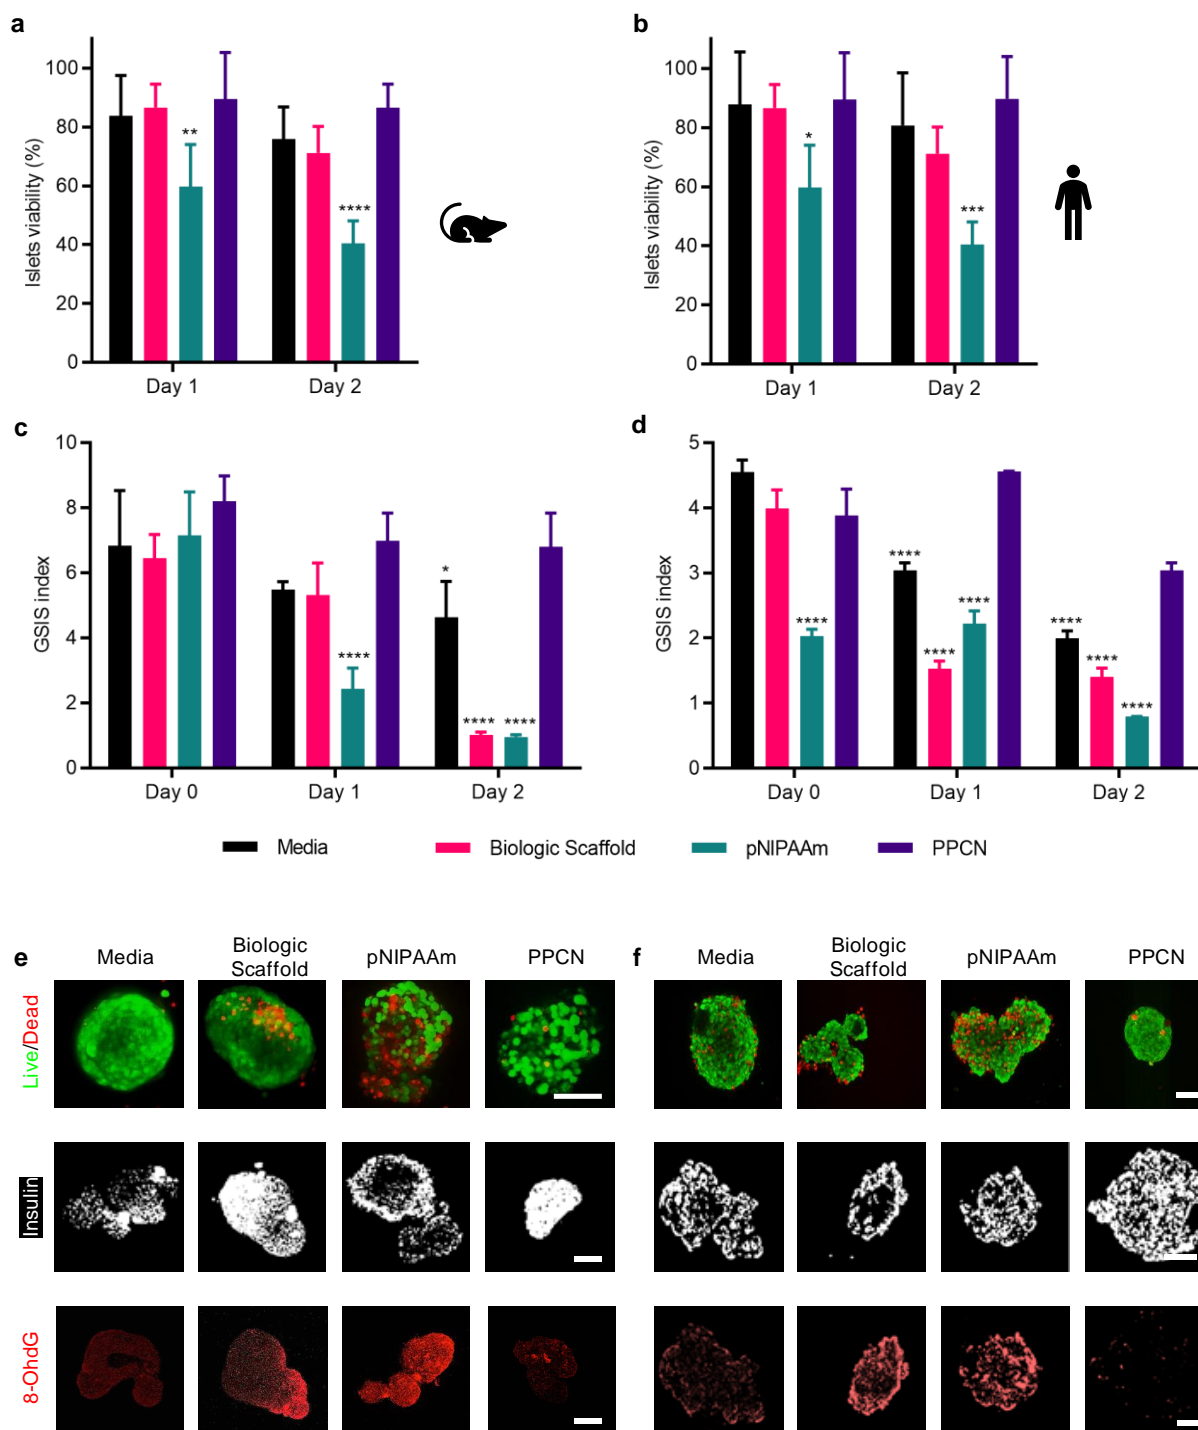 a
b
100
80
60
40
20
0
Islets viability (%)
**
****
Day 1
Day 2
100
80
60
40
20
0
Islets viability (%)
*
***
Day 1
Day 2
c
d
10
8
6
4
2
0
GSIS index
****
*
****
****
Day 0
Day 1
Day 2
5
4
3
2
1
0
GSIS index
****
****
****
****
****
****
****
Day 0
Day 1
Day 2
Media
Biologic Scaffold
pNIPAAm
PPCN
e
Media
Biologic
Scaffold
pNIPAAm
PPCN
f
Media
Biologic
Scaffold
pNIPAAm
PPCN
Live/Dead
Insulin
8-OhdG